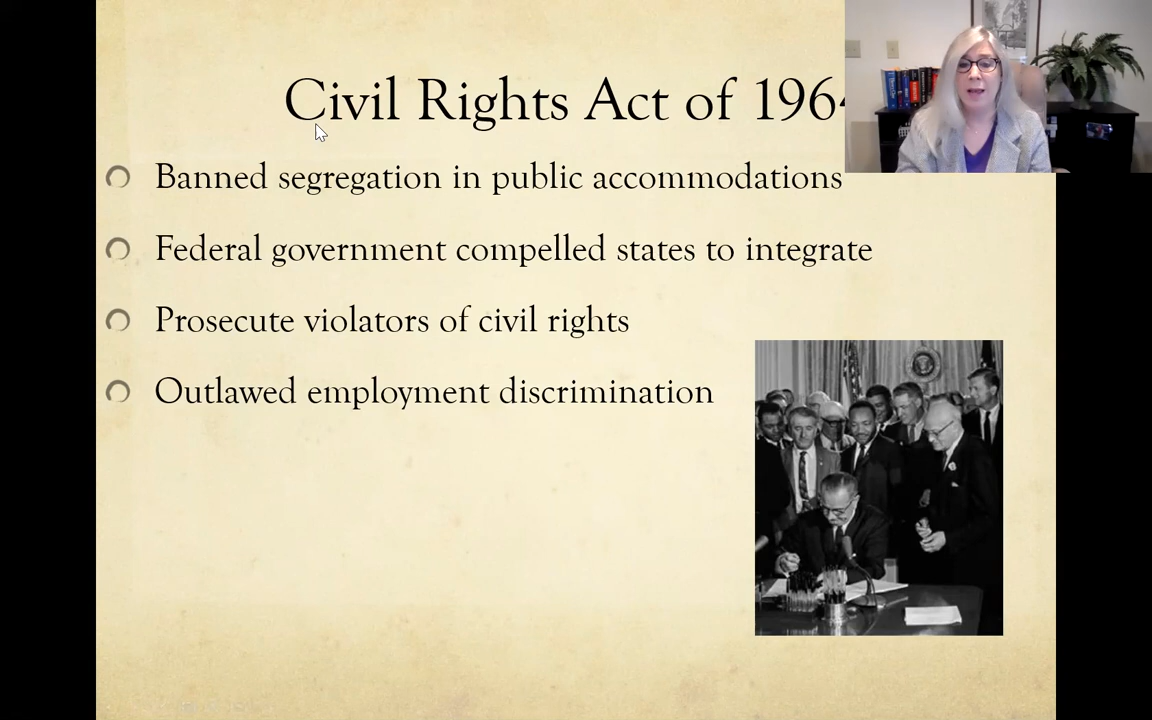 Civil Rights Act of 196
Banned segregation in public accommodations
Federal government compelled states to integrate
Prosecute violators of civil rights
Outlawed employment discrimination